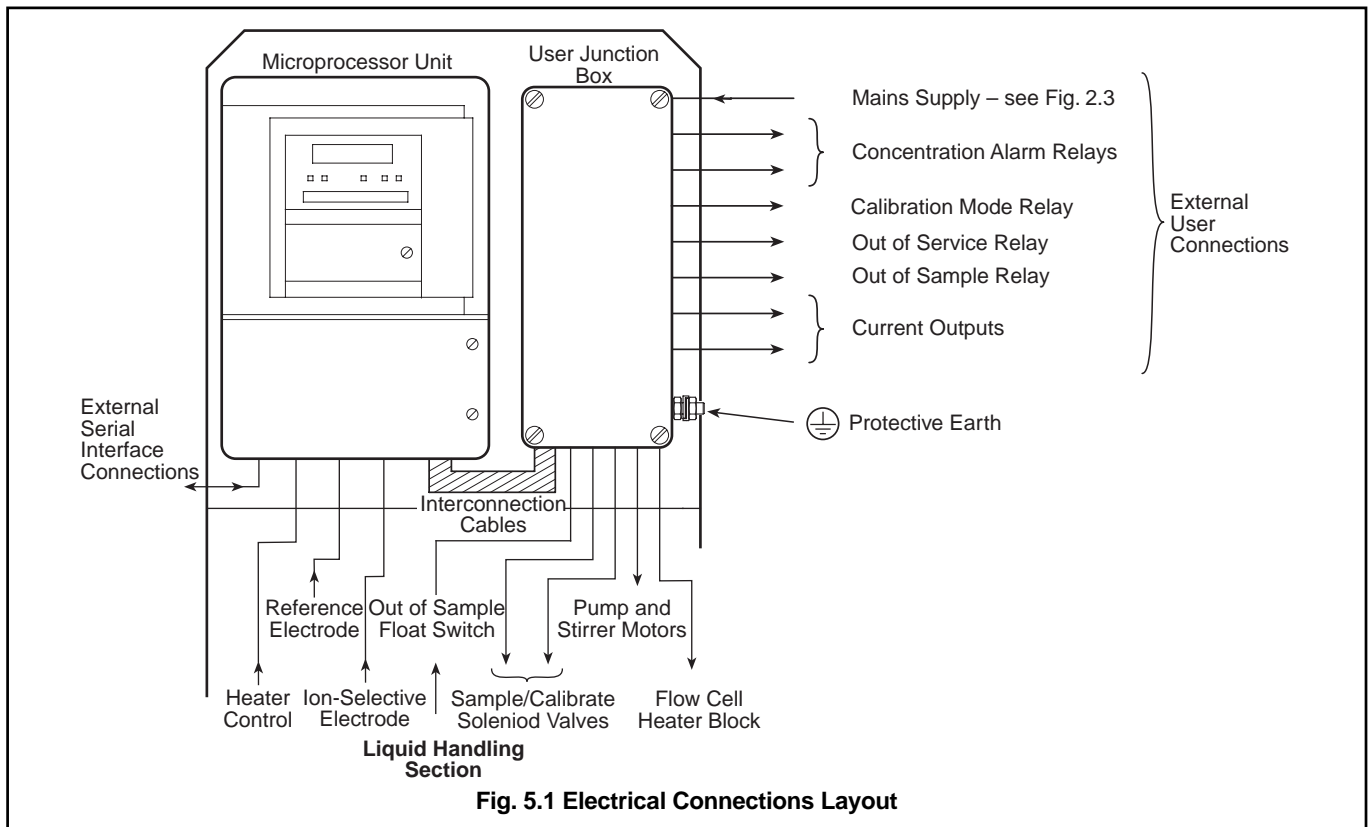 Microprocessor Unit
User Junction
Box
Mains Supply – see Fig. 2.3
Concentration Alarm Relays
Calibration Mode Relay
Out of Service Relay
Out of Sample Relay
Current Outputs
External
User
Connections
Protective Earth
External
Serial
Interface
Connections
Interconnection
Cables
Reference
Electrode
Out of Sample
Float Switch
Pump and
Stirrer Motors
Heater
Control
Ion-Selective
Electrode
Sample/Calibrate
Soleniod Valves
Flow Cell
Heater Block
Liquid Handling
Section
Fig. 5.1 Electrical Connections Layout